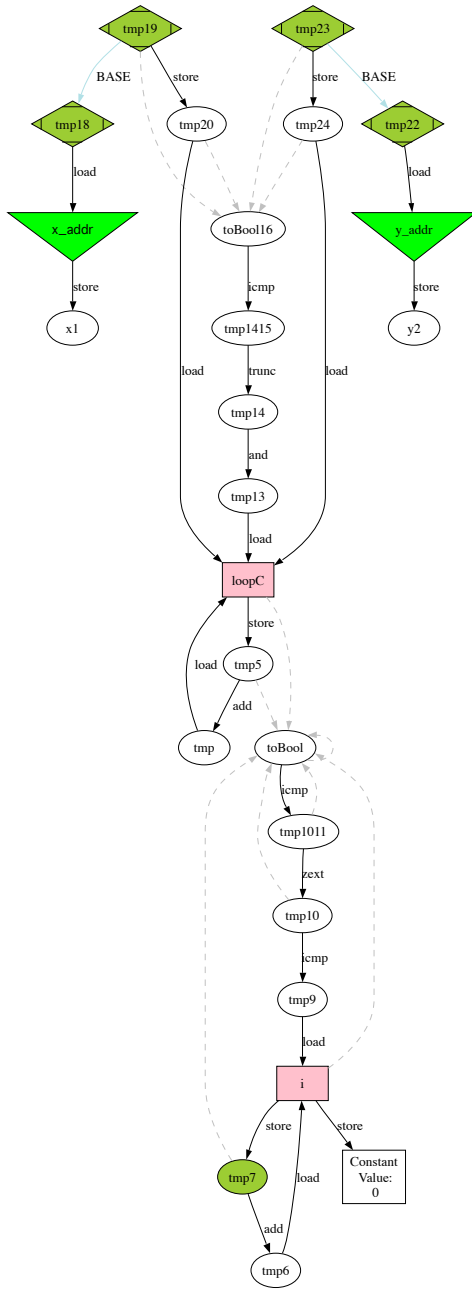 tmp19
tmp23
BASE
store
store
BASE
tmp18
tmp20
tmp24
tmp22
load
load
x_addr
toBool16
y_addr
store
icmp
store
x1
tmp1415
y2
load
trunc
load
tmp14
and
tmp13
load
loopC
store
load
tmp5
add
tmp
toBool
icmp
tmp1011
zext
tmp10
icmp
tmp9
load
i
store
store
tmp7
load
Constant
Value:
0
add
tmp6